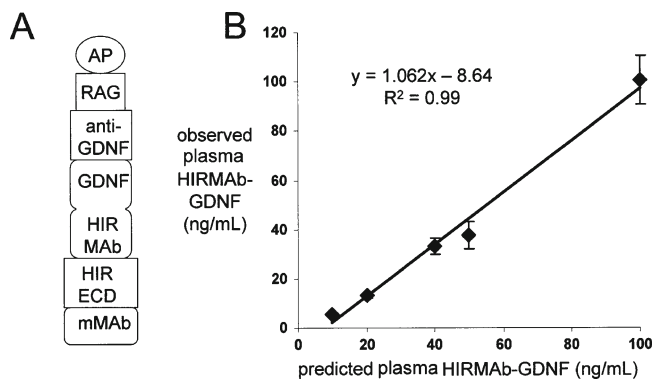 A
AP
RAG
anti-
GDNF
GDNF
HIR
MAb
HIR
ECD
mMAb
B
observed
plasma
HIRMAb-
GDNF
(ng/mL)
120
100
80
60
40
20
0
y = 1.062x – 8.64
R² = 0.99
0 20 40 60 80 100
predicted plasma HIRMAb-GDNF (ng/mL)